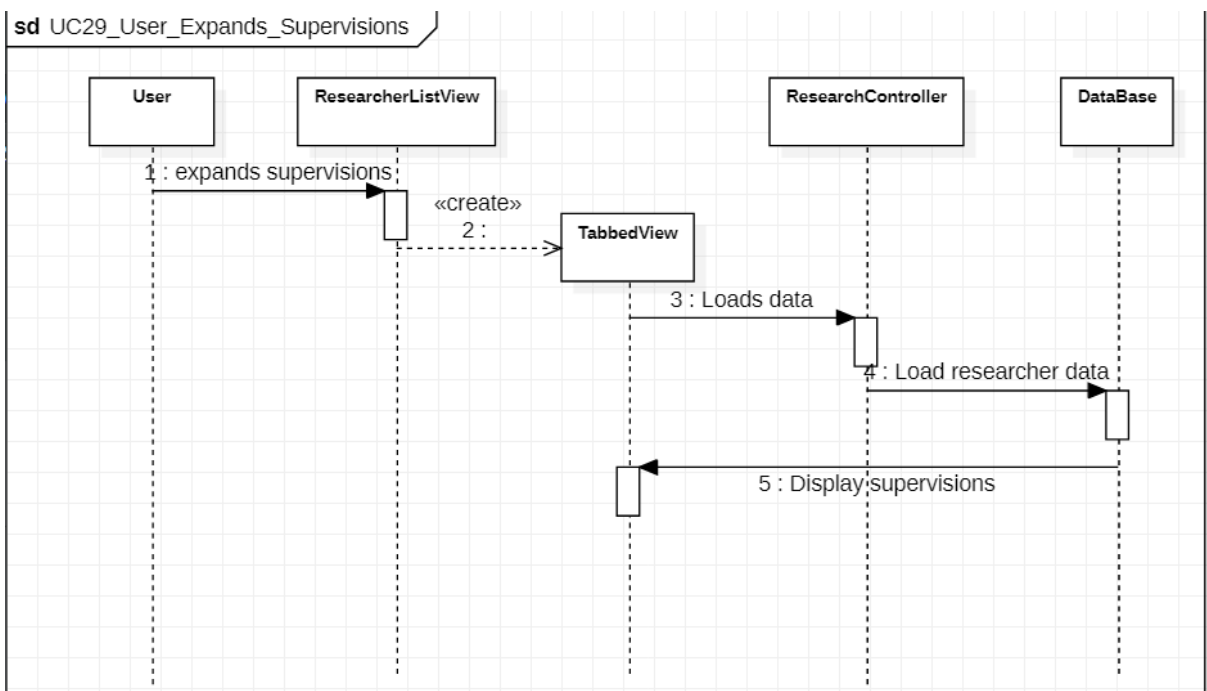 sd UC29_User_Expands_Supervisions
User
ResearcherListView
ResearchController
DataBase
1 : expands supervisions
«create»
2 :
TabbedView
3 : Loads data
4 : Load researcher data
5 : Display supervisions